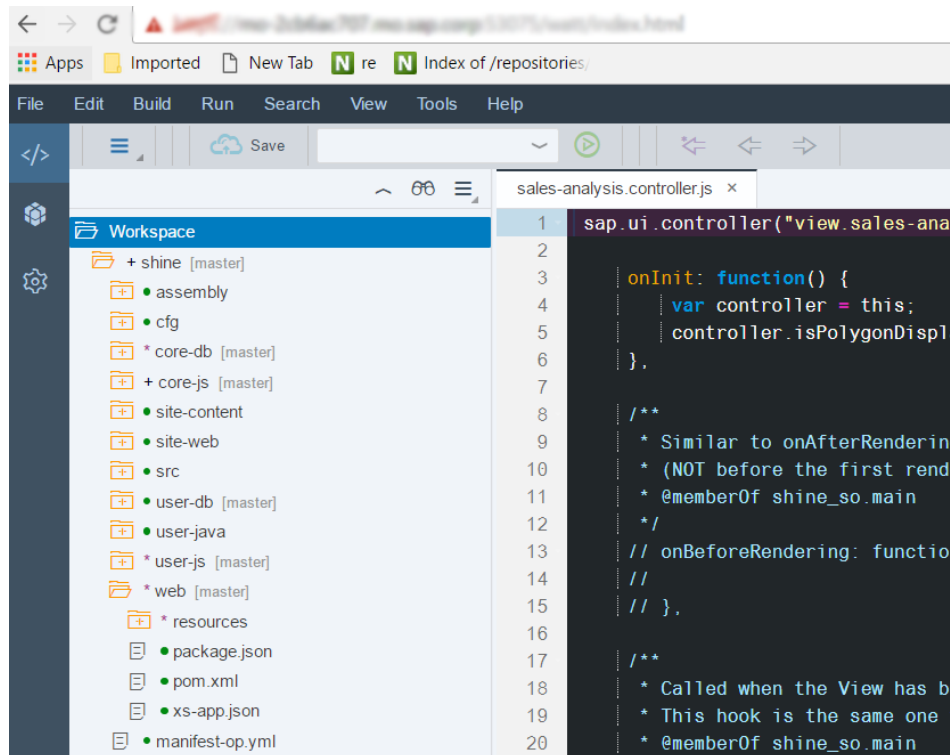 Apps Imported New Tab N re N Index of /repositories/
File Edit Build Run Search View Tools Help
</> Save
sales-analysis.controller.js ×
Workspace
+ shine [master]
• assembly
• cfg
* core-db [master]
+ core-js [master]
• site-content
• site-web
• src
• user-db [master]
• user-java
* user-js [master]
* web [master]
* resources
• package.json
• pom.xml
• xs-app.json
• manifest-op.yml
1 sap.ui.controller("view.sales-ana
2
3 onInit: function() {
4 var controller = this;
5 controller.isPolygonDispl
6 },
7
8 /**
9 * Similar to onAfterRenderin
10 * (NOT before the first rend
11 * @memberOf shine_so.main
12 */
13 // onBeforeRendering: functio
14 //
15 // },
16
17 /**
18 * Called when the View has b
19 * This hook is the same one
20 * @memberOf shine_so.main